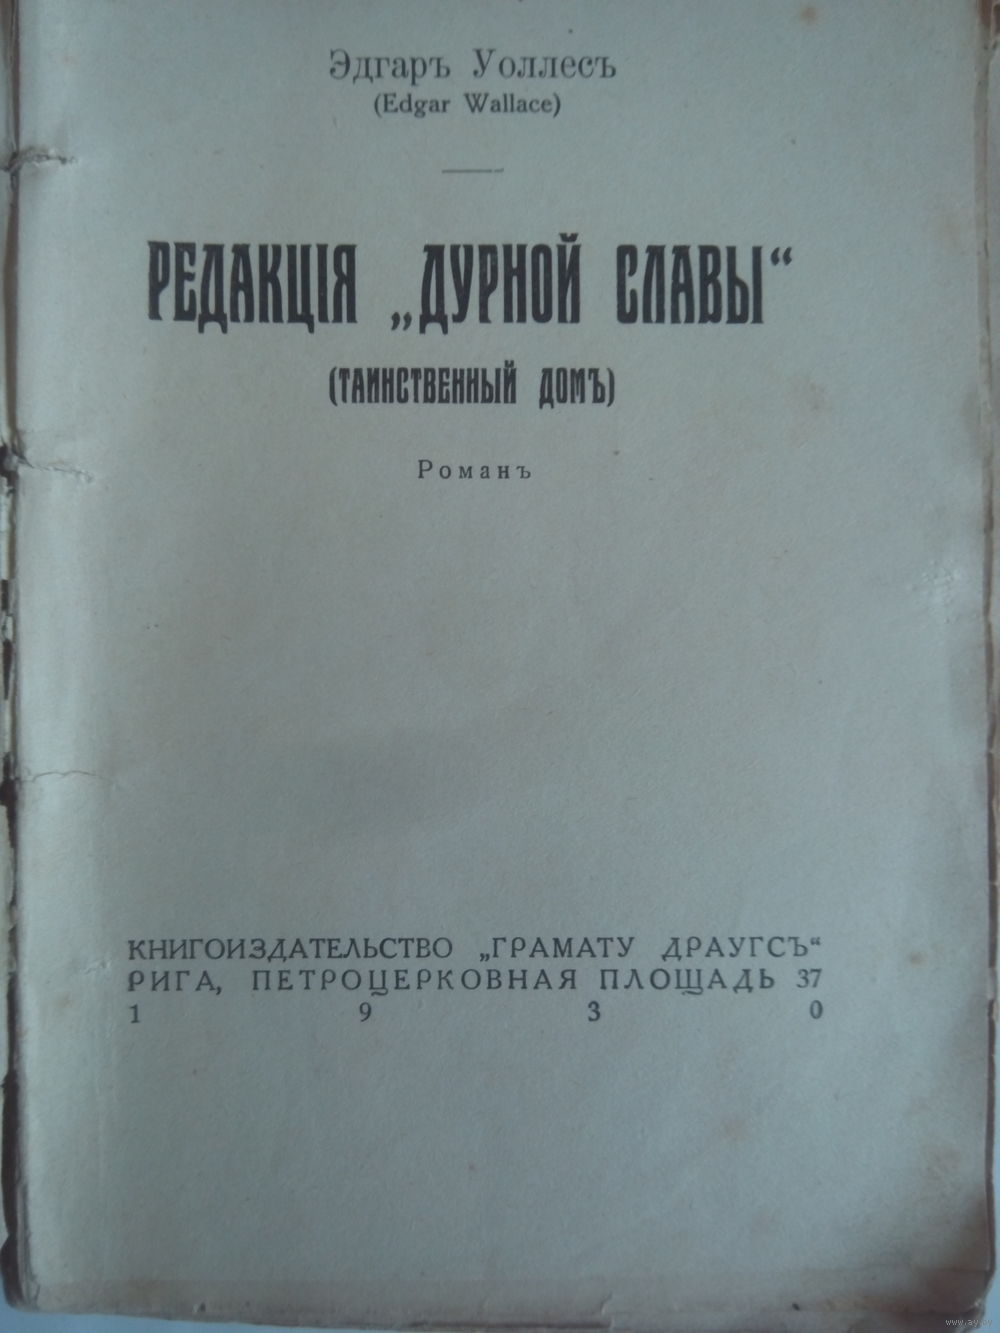 Эдгаръ Уоллесъ
(Edgar Wallace)
РЕДАКЦІЯ „ДУРНОЙ СЛАВЫ“
(ТАИНСТВЕННЫЙ ДОМЪ)
Романъ
КНИГОИЗДАТЕЛЬСТВО „ГРАМАТУ ДРАУГСЪ“
РИГА, ПЕТРОЦЕРКОВНАЯ ПЛОЩАДЬ 37
1 9 3 0